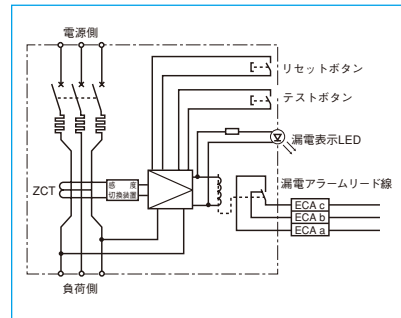 電源側
リセットボタン
テストボタン
漏電表示LED
ZCT
感度
切換装置
漏電アラームリード線
ECA c
ECA b
ECA a
負荷側